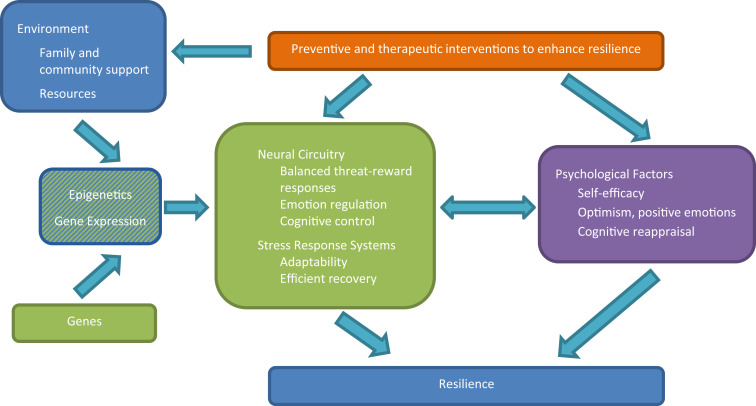 Environment
Family and
community support
Resources
Preventive and therapeutic interventions to enhance resilience
Neural Circuitry
Balanced threat-reward
responses
Emotion regulation
Cognitive control
Stress Response Systems
Adaptability
Efficient recovery
Psychological Factors
Self-efficacy
Optimism, positive emotions
Cognitive reappraisal
Epigenetics
Gene Expression
Genes
Resilience